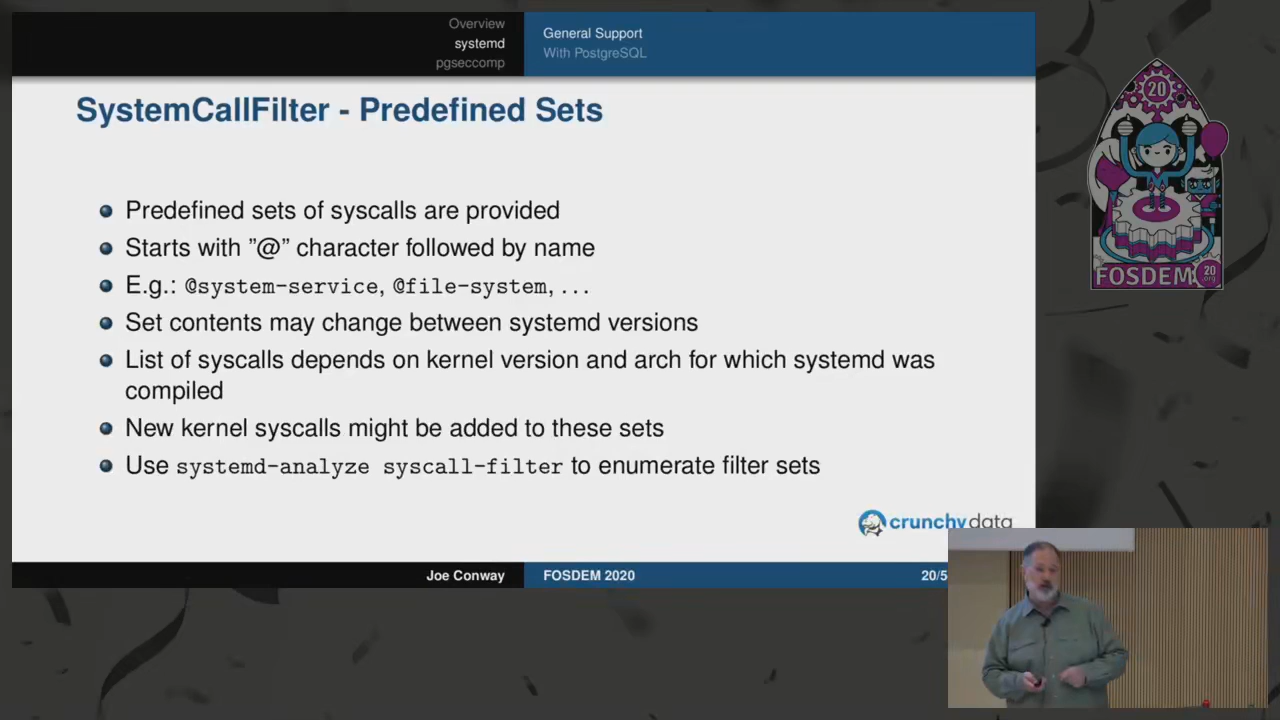 Overview
systemd
pgseccomp
General Support
With PostgreSQL
SystemCallFilter - Predefined Sets
Predefined sets of syscalls are provided
Starts with ”@” character followed by name
E.g.: @system-service, @file-system, ...
Set contents may change between systemd versions
List of syscalls depends on kernel version and arch for which systemd was
compiled
New kernel syscalls might be added to these sets
Use systemd-analyze syscall-filter to enumerate filter sets
crunchy data
Joe Conway
FOSDEM 2020
20/5
20
FOSDEM
20
.org